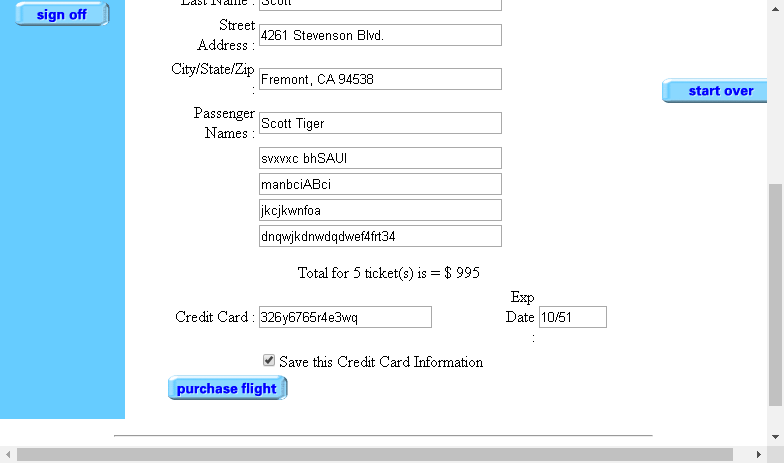 sign off
Last Name : Scott
Street
Address : 4261 Stevenson Blvd.
City/State/Zip
: Fremont, CA 94538
start over
Passenger
Names : Scott Tiger
svxvxc bhSAUI
manbciABci
jkcjkwnfoa
dnqwjkdnwdqdwef4frt34
Total for 5 ticket(s) is = $ 995
Credit Card : 326y6765r4e3wq
Exp
Date 10/51
:
Save this Credit Card Information
purchase flight